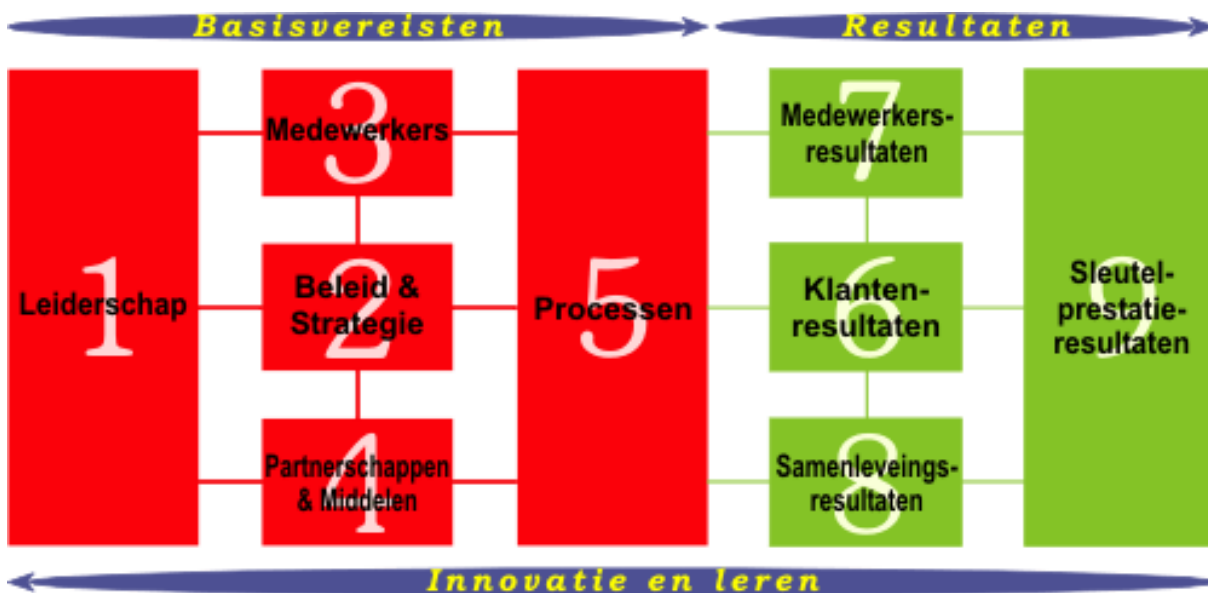 Basisvereisten
Resultaten
1
Leiderschap
3
Medewerkers
2
Beleid &
Strategie
4
Partnerschappen
& Middelen
5
Processen
7
Medewerkers-
resultaten
6
Klanten-
resultaten
8
Samenleveings-
resultaten
9
Sleutel-
prestatie-
resultaten
Innovatie en leren